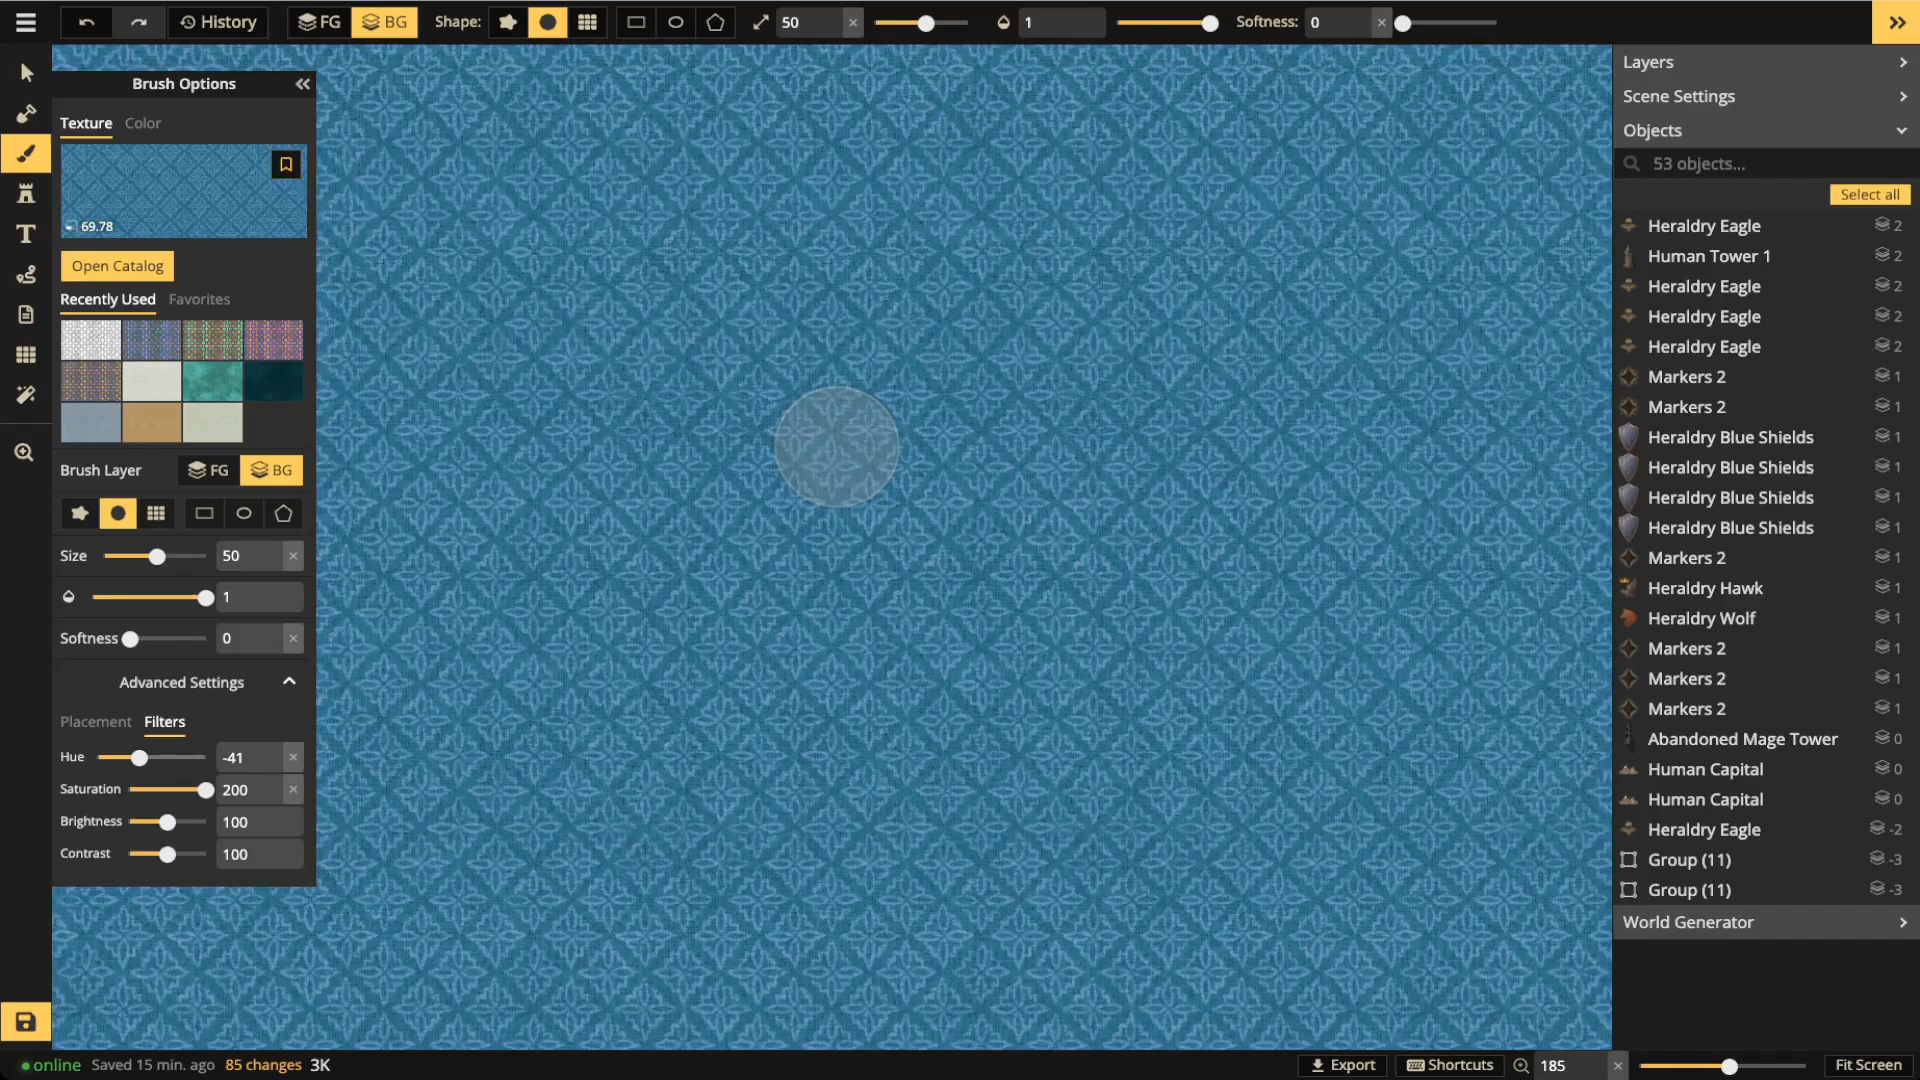 History FG BG Shape: 50 × 1 Softness: 0 ×
Brush Options
Texture Color
69.78
Open Catalog
Recently Used Favorites
Brush Layer FG BG
Size 50 ×
1
Softness 0 ×
Advanced Settings
Placement Filters
Hue -41 ×
Saturation 200 ×
Brightness 100
Contrast 100
Layers
Scene Settings
Objects
53 objects...
Select all
Heraldry Eagle 2
Human Tower 1 2
Heraldry Eagle 2
Heraldry Eagle 2
Heraldry Eagle 2
Markers 2 1
Markers 2 1
Heraldry Blue Shields 1
Heraldry Blue Shields 1
Heraldry Blue Shields 1
Heraldry Blue Shields 1
Markers 2 1
Heraldry Hawk 1
Heraldry Wolf 1
Markers 2 1
Markers 2 1
Markers 2 1
Abandoned Mage Tower 0
Human Capital 0
Human Capital 0
Heraldry Eagle -2
Group (11) -3
Group (11) -3
World Generator
online Saved 15 min. ago 85 changes 3K
Export Shortcuts 185 × Fit Screen